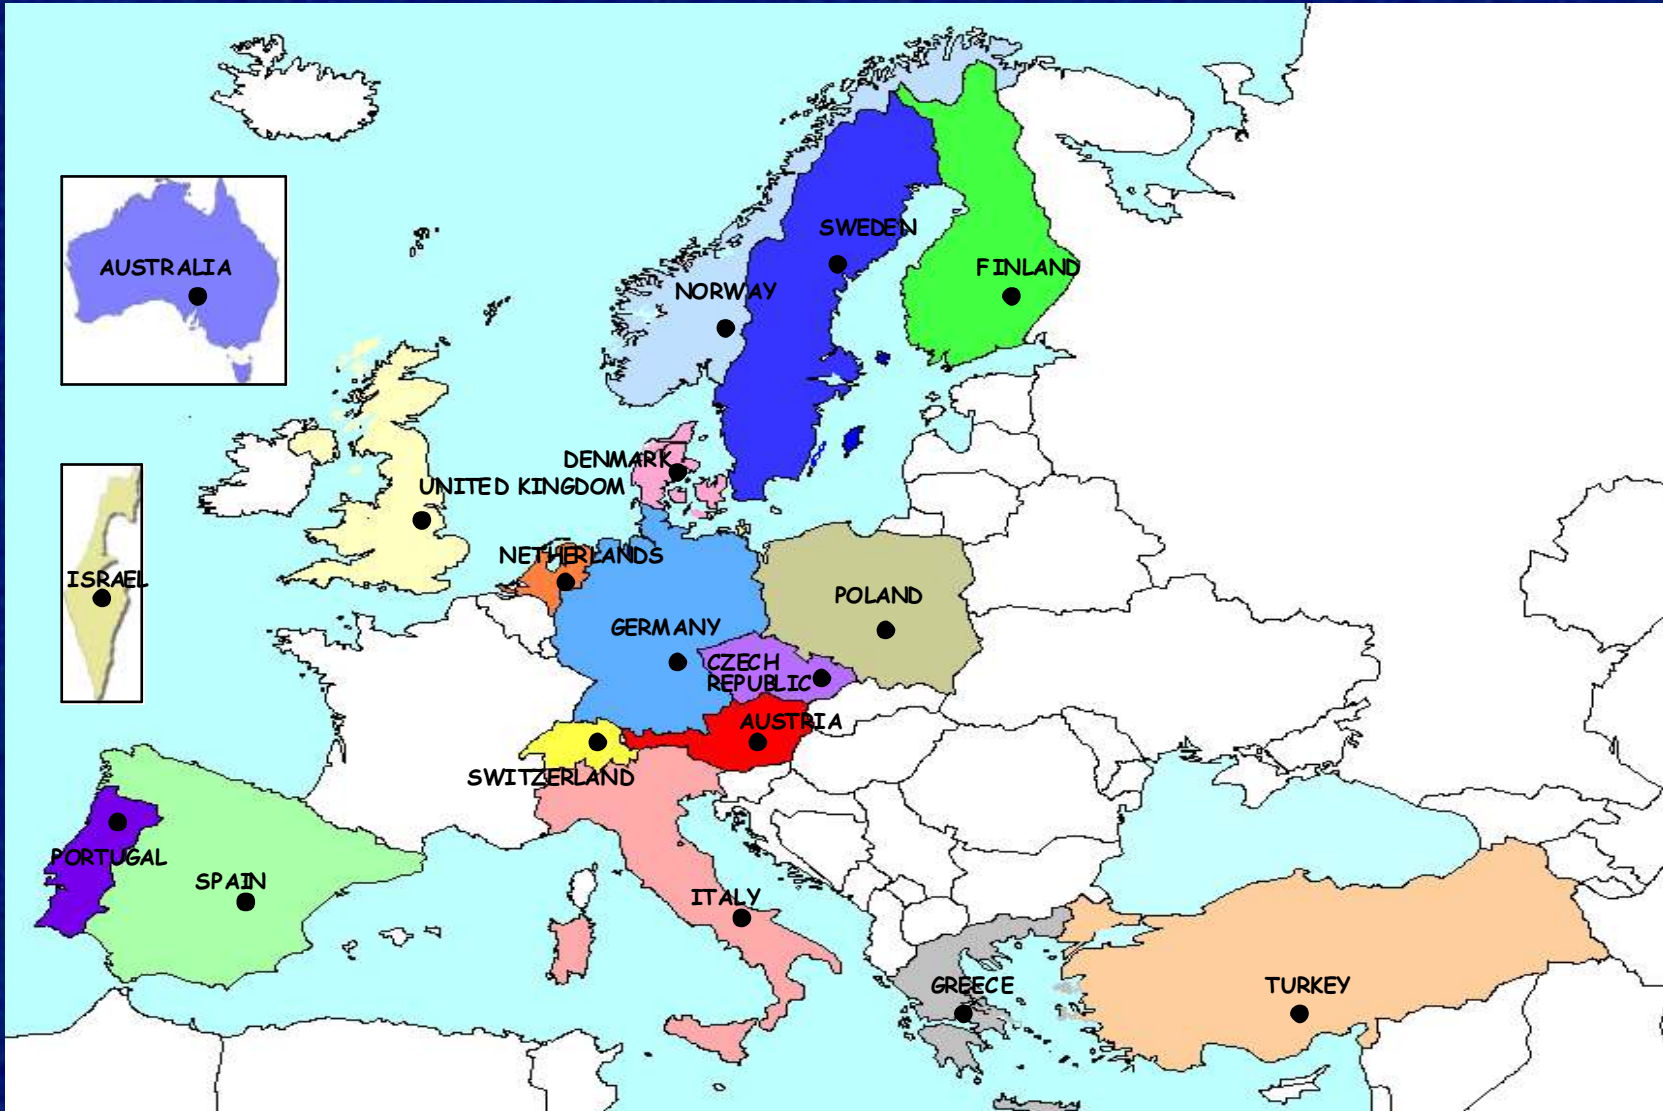 SWEDEN
AUSTRALIA
FINLAND
NORWAY
DENMARK
UNITED KINGDOM
NETHERLANDS
ISRAEL
POLAND
GERMANY
CZECH
REPUBLIC
AUSTRIA
SWITZERLAND
PORTUGAL
SPAIN
ITALY
GREECE
TURKEY